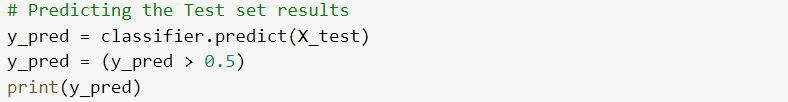 # Predicting the Test set results
y_pred = classifier.predict(X_test)
y_pred = (y_pred > 0.5)
print(y_pred)